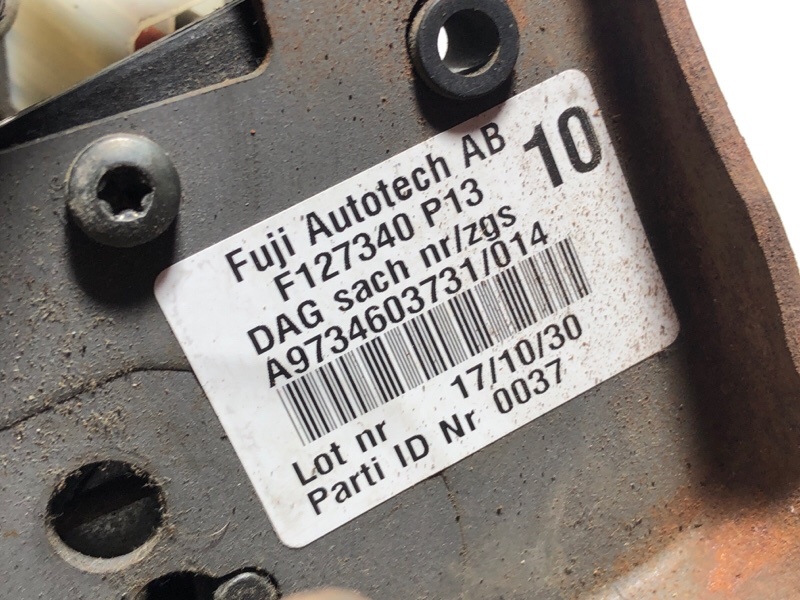 Fuji Autotech AB 10
F127340 P13
DAG sach nr/zgs
A9734603731/014
Lot nr 17/10/30
Parti ID Nr 0037